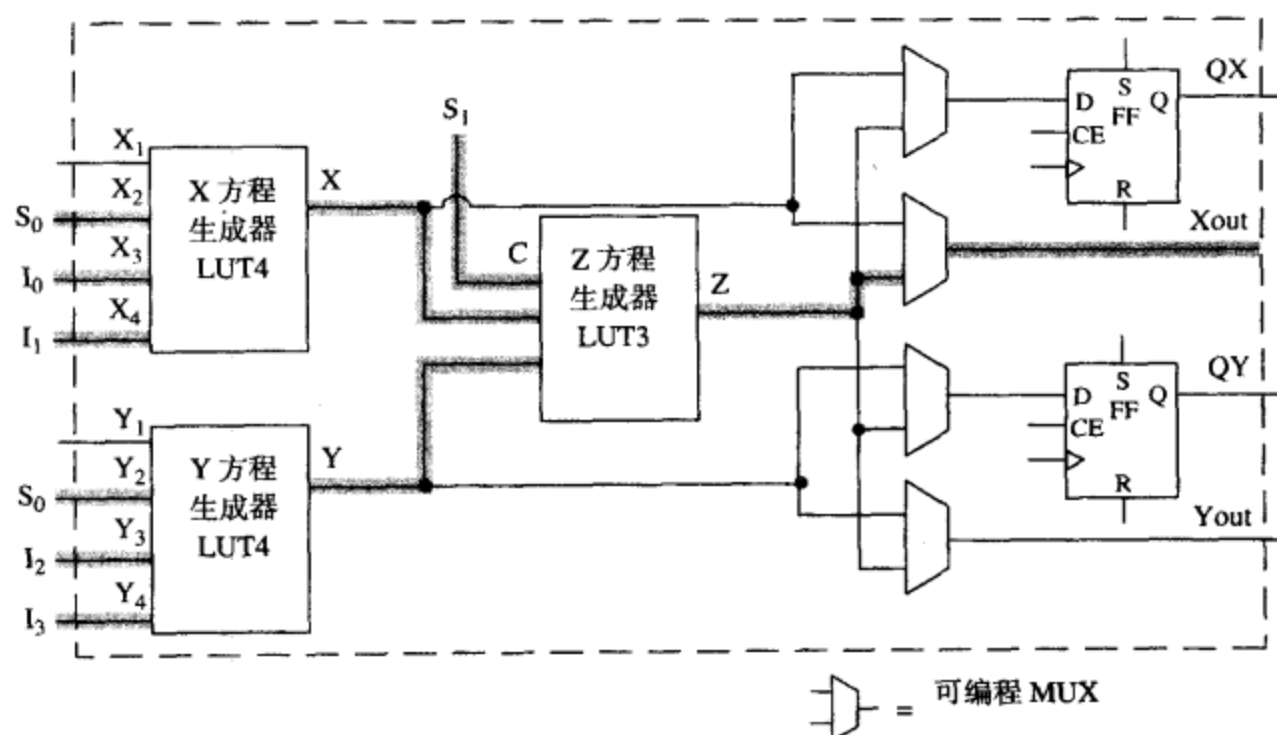 X₁
X₂
S₀
X₃
I₀
X₄
I₁
X 方程
生成器
LUT4
X
S₁
C
Z 方程
生成器
LUT3
Z
Y₁
Y₂
S₀
Y₃
I₂
Y₄
I₃
Y 方程
生成器
LUT4
Y
S
D
Q
FF
CE
R
QX
Xout
S
D
Q
FF
CE
R
QY
Yout
= 可编程 MUX